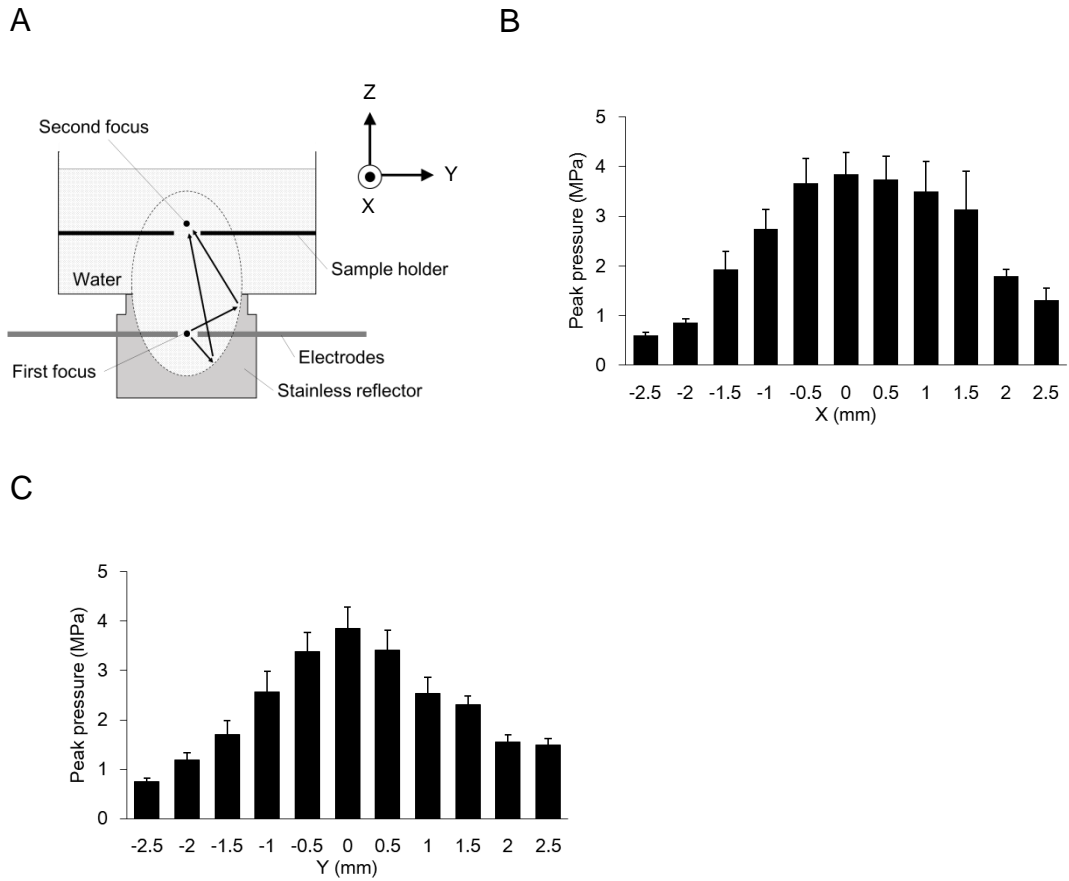 A
B
Z
Y
X
Second focus
Sample holder
Water
Electrodes
First focus
Stainless reflector
Peak pressure (MPa)
5
4
3
2
1
0
-2.5 -2 -1.5 -1 -0.5 0 0.5 1 1.5 2 2.5
X (mm)
C
Peak pressure (MPa)
5
4
3
2
1
0
-2.5 -2 -1.5 -1 -0.5 0 0.5 1 1.5 2 2.5
Y (mm)